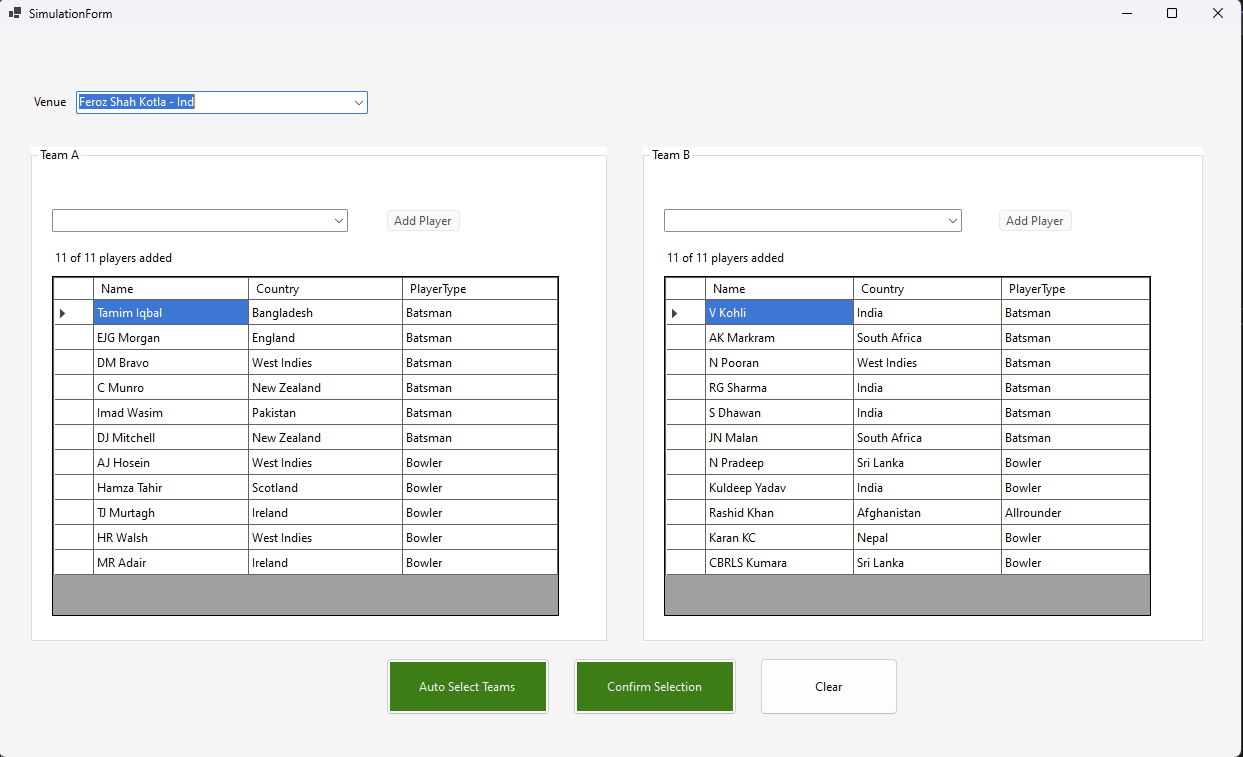 SimulationForm
Venue Feroz Shah Kotla - Ind
Team A
Add Player
11 of 11 players added
Name Country PlayerType
Tamim Iqbal Bangladesh Batsman
EJG Morgan England Batsman
DM Bravo West Indies Batsman
C Munro New Zealand Batsman
Imad Wasim Pakistan Batsman
DJ Mitchell New Zealand Batsman
AJ Hosein West Indies Bowler
Hamza Tahir Scotland Bowler
TJ Murtagh Ireland Bowler
HR Walsh West Indies Bowler
MR Adair Ireland Bowler
Team B
Add Player
11 of 11 players added
Name Country PlayerType
V Kohli India Batsman
AK Markram South Africa Batsman
N Pooran West Indies Batsman
RG Sharma India Batsman
S Dhawan India Batsman
JN Malan South Africa Batsman
N Pradeep Sri Lanka Bowler
Kuldeep Yadav India Bowler
Rashid Khan Afghanistan Allrounder
Karan KC Nepal Bowler
CBRLS Kumara Sri Lanka Bowler
Auto Select Teams Confirm Selection Clear